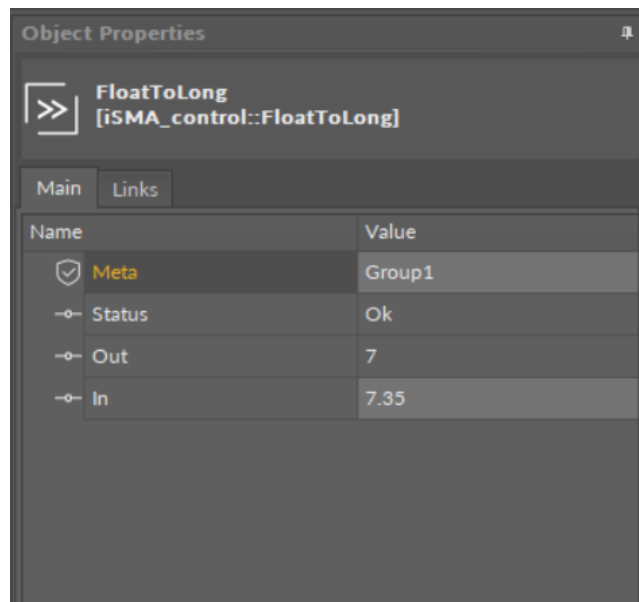 Object Properties
FloatToLong
[iSMA_control::FloatToLong]
Main Links
Name Value
Meta Group1
Status Ok
Out 7
In 7.35